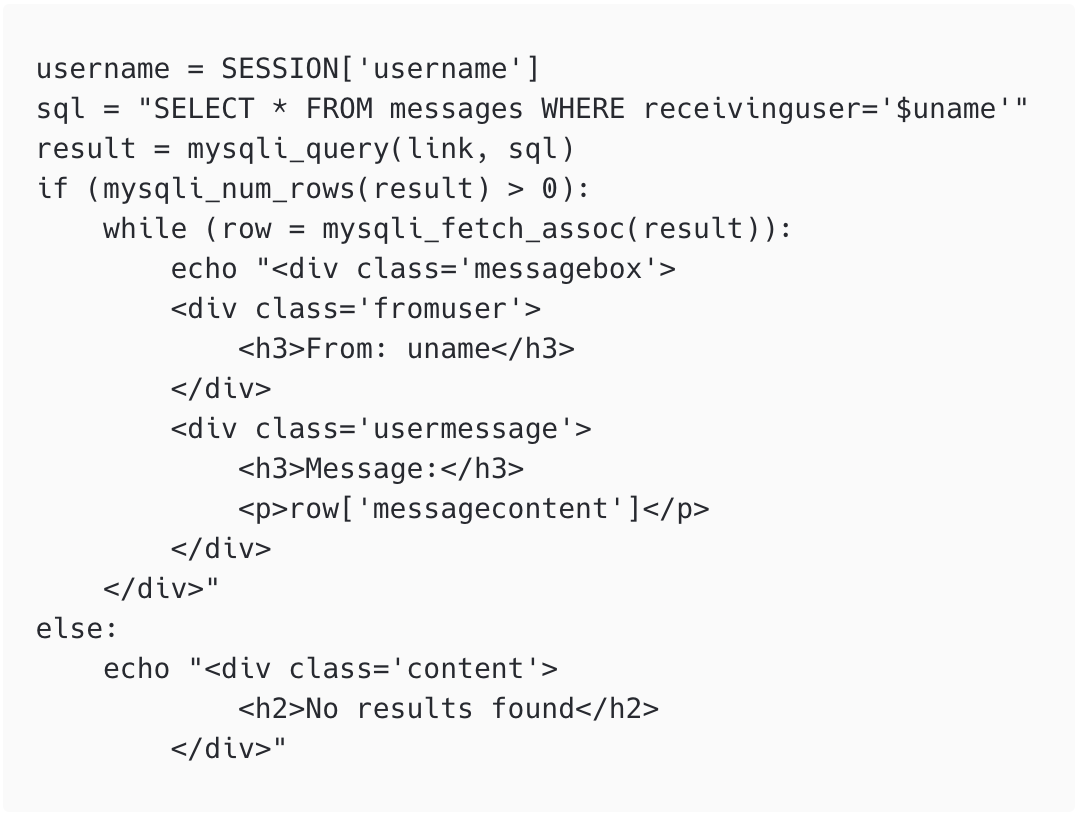 username = SESSION['username']
sql = "SELECT * FROM messages WHERE receivinguser='$uname'"
result = mysqli_query(link, sql)
if (mysqli_num_rows(result) > 0):
    while (row = mysqli_fetch_assoc(result)):
        echo "<div class='messagebox'>
        <div class='fromuser'>
            <h3>From: uname</h3>
        </div>
        <div class='usermessage'>
            <h3>Message:</h3>
            <p>row['messagecontent']</p>
        </div>
    </div>"
else:
    echo "<div class='content'>
            <h2>No results found</h2>
        </div>"